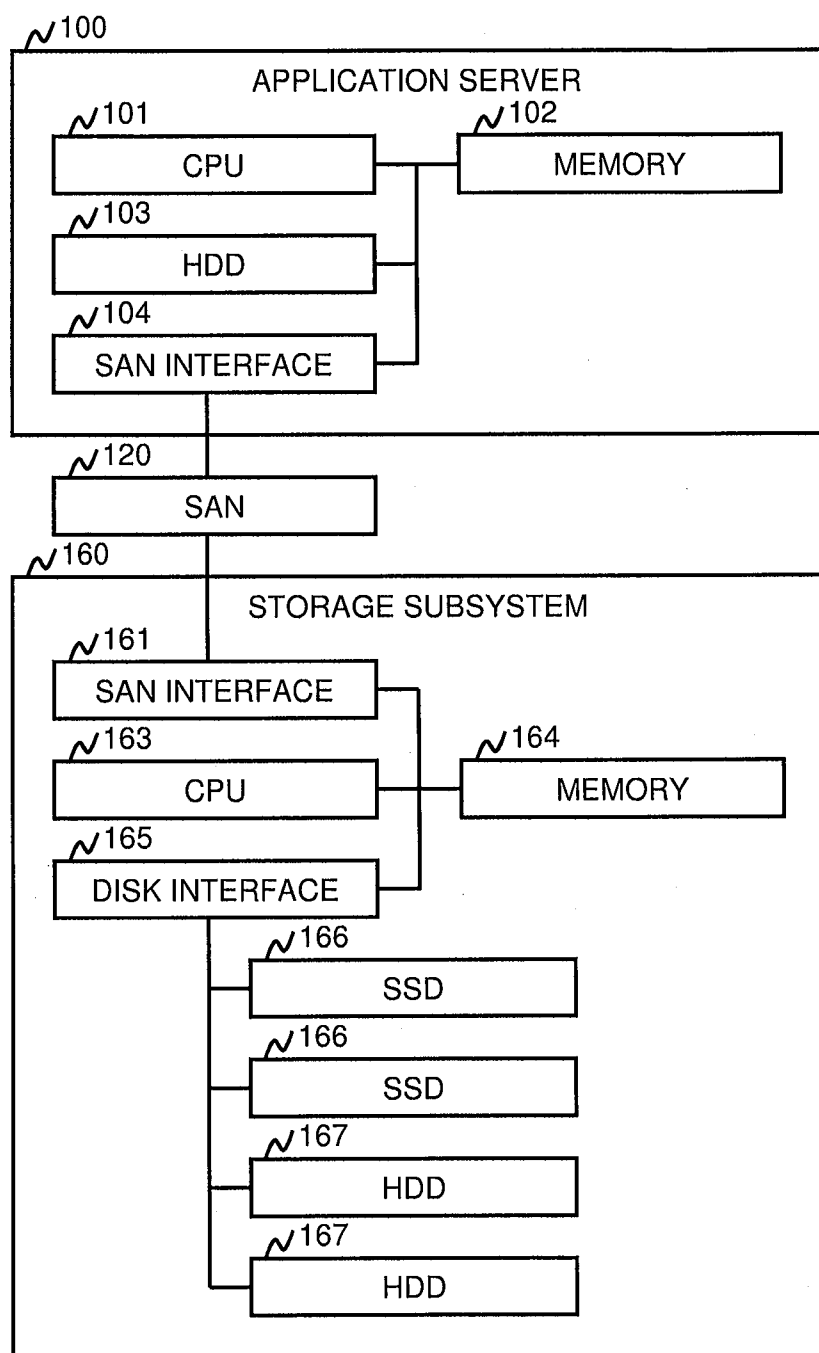 100
APPLICATION SERVER
101
CPU
102
MEMORY
103
HDD
104
SAN INTERFACE
120
SAN
160
STORAGE SUBSYSTEM
161
SAN INTERFACE
163
CPU
164
MEMORY
165
DISK INTERFACE
166
SSD
166
SSD
167
HDD
167
HDD